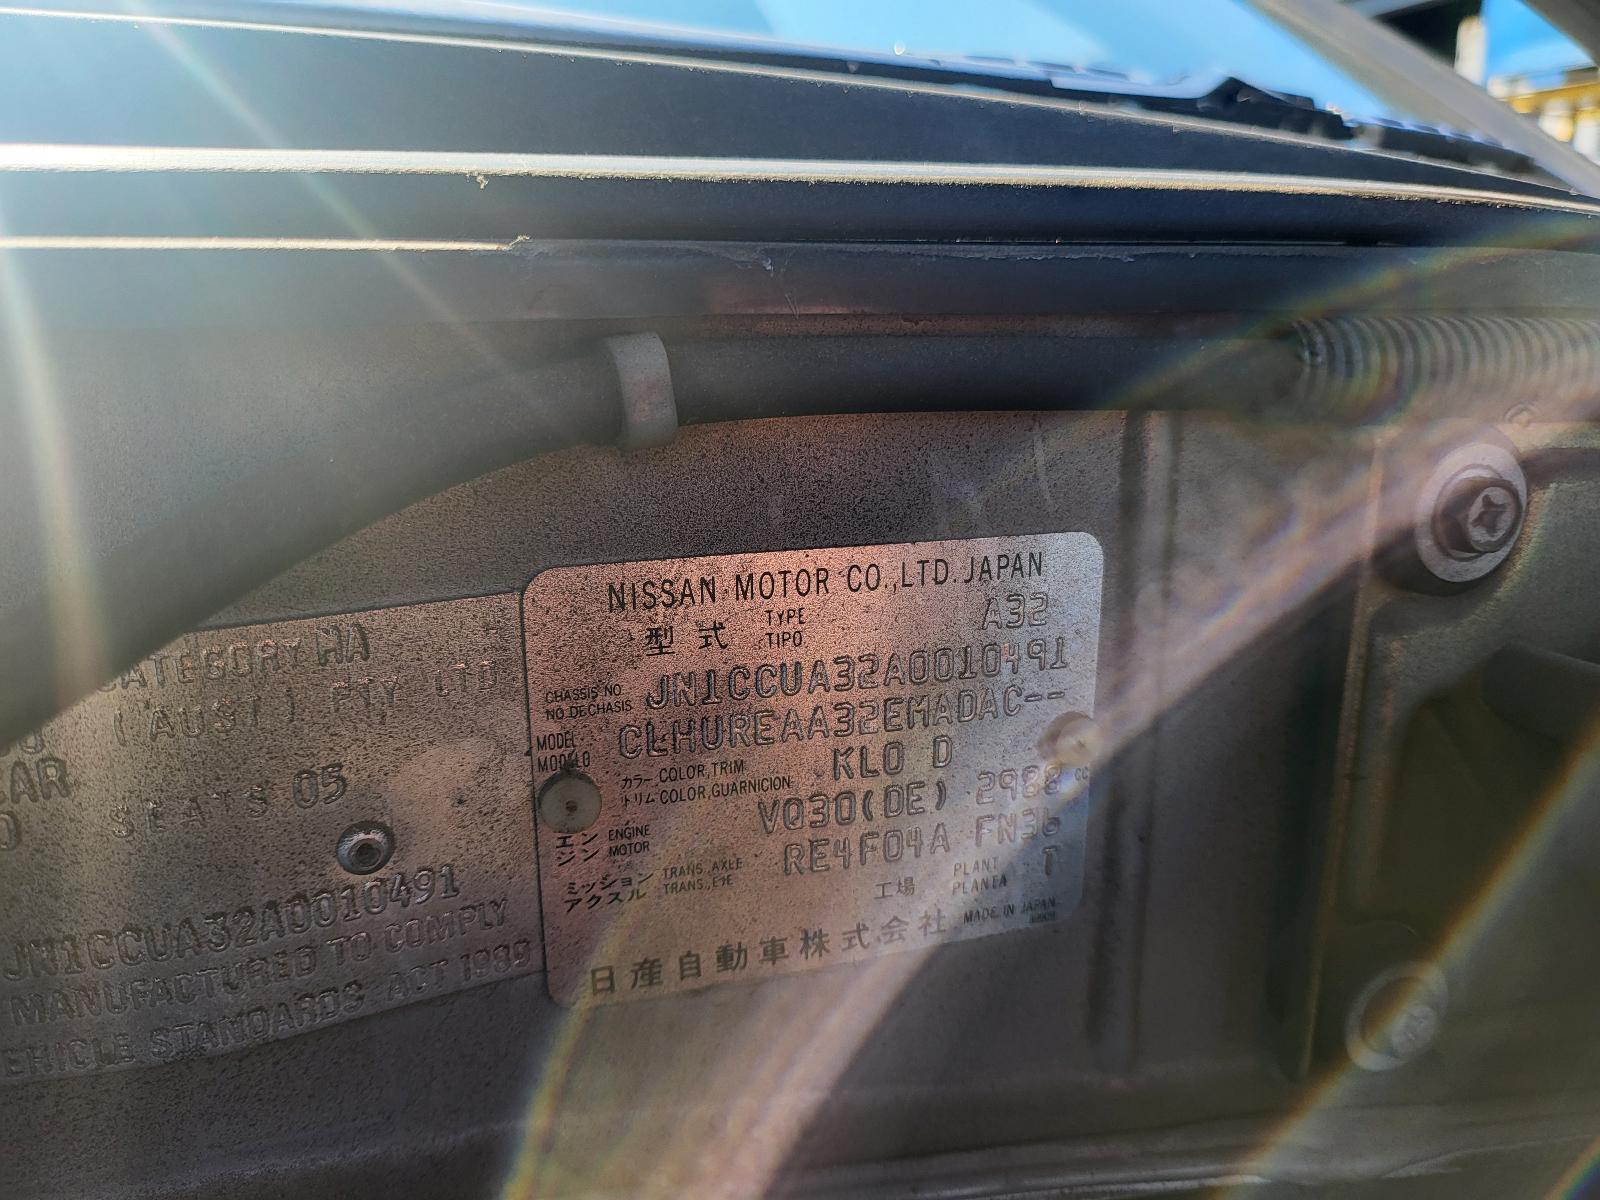 CATEGORY MA
(AUST) PTY LTD
CAR
SEATS 05
JN1CCUA32A0010491
MANUFACTURED TO COMPLY
EHICLE STANDARDS ACT 1989
NISSAN MOTOR CO.,LTD. JAPAN
型式 TYPE TIPO A32
CHASSIS NO NO DECHASIS JN1CCUA32A0010491
MODEL MODELO CLHUREAA32EMADAC--
カラー トリム COLOR,TRIM COLOR,GUARNICION KL0 D
エンジン ENGINE MOTOR VQ30(DE) 2988 CC
ミッション アクスル TRANS.,AXLE TRANS.,EJE RE4F04A FN36
工場 PLANT PLANTA T
日産自動車株式会社 MADE IN JAPAN